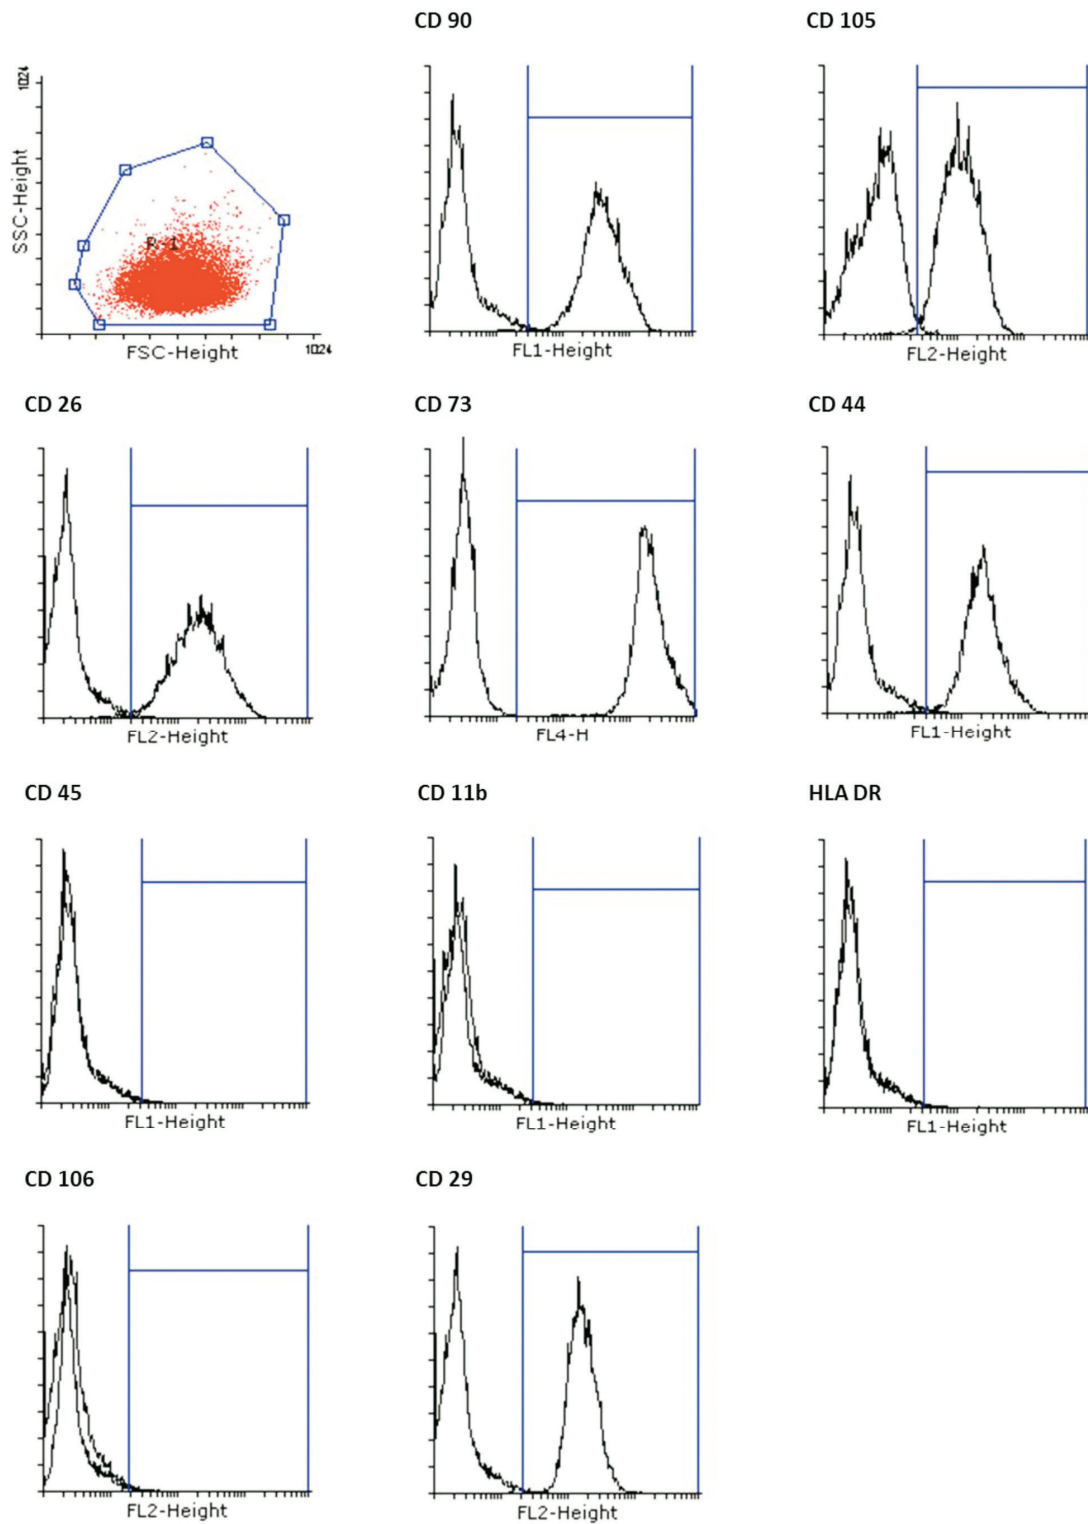 CD 90
CD 105
1024
SSC-Height
R-1
FSC-Height
1024
FL1-Height
FL2-Height
CD 26
CD 73
CD 44
FL2-Height
FL4-H
FL1-Height
CD 45
CD 11b
HLA DR
FL1-Height
FL1-Height
FL1-Height
CD 106
CD 29
FL2-Height
FL2-Height